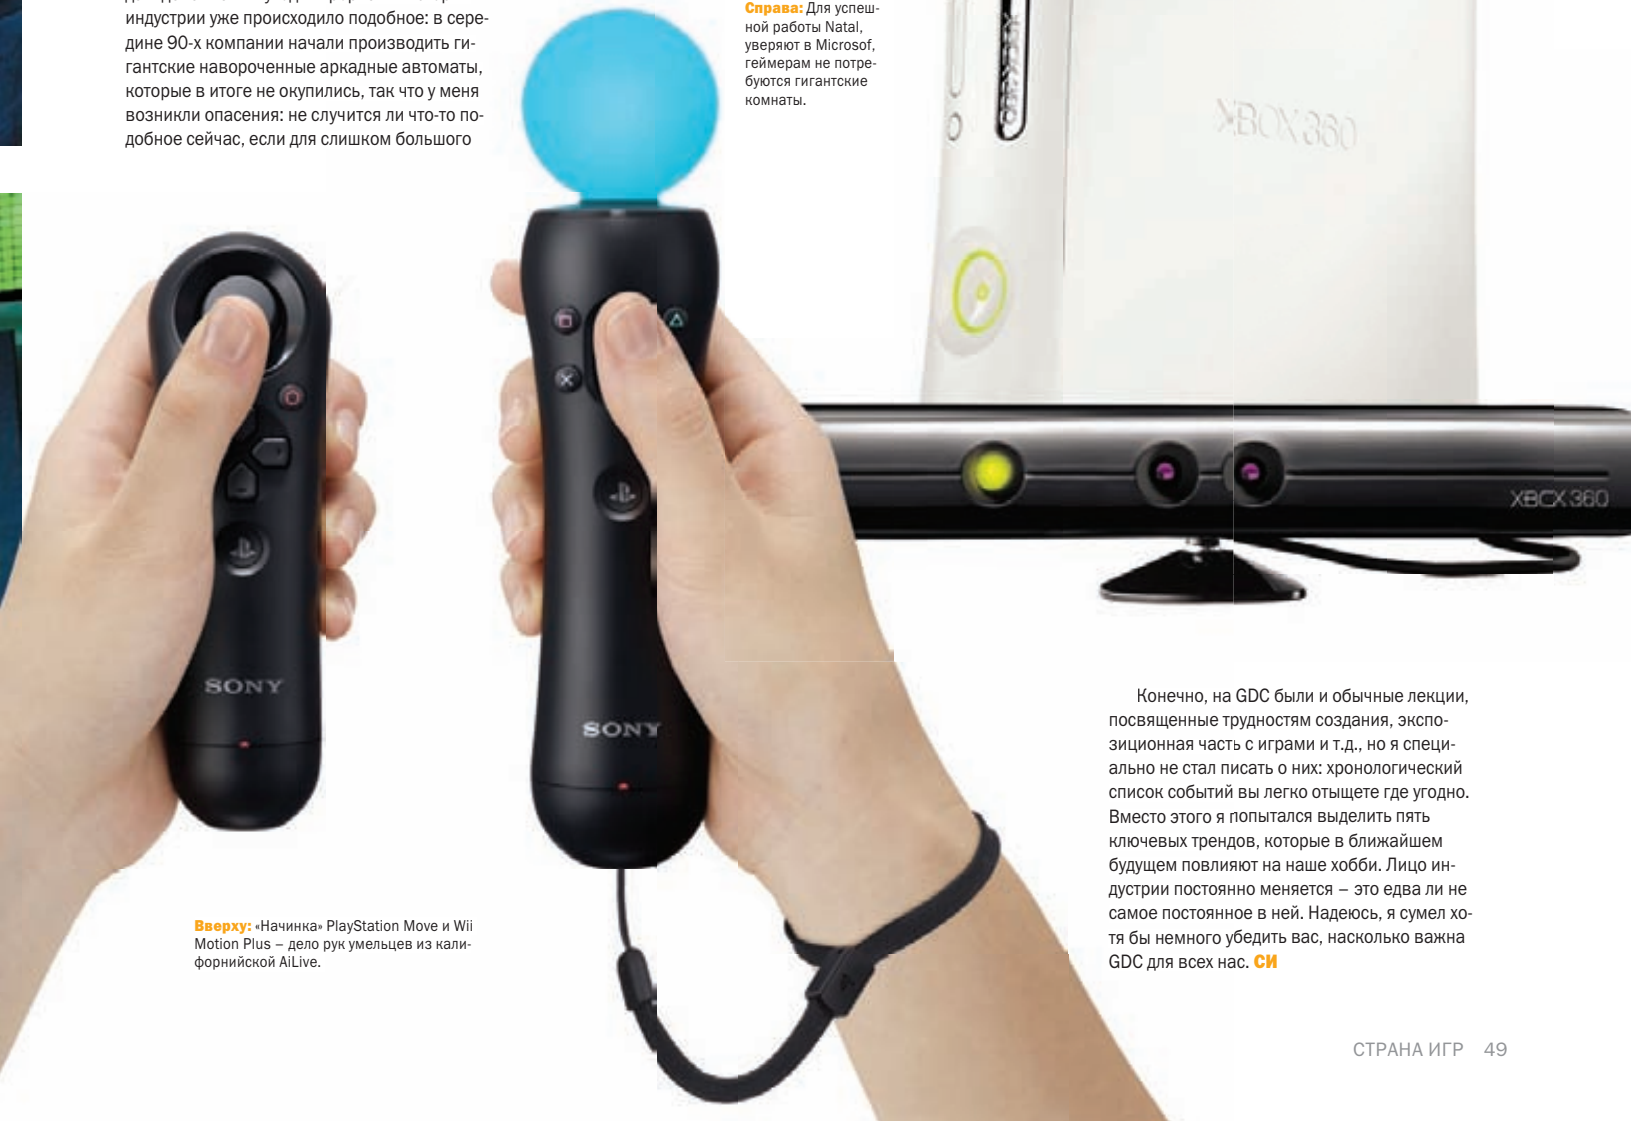 индустрии уже происходило подобное: в сере-
дине 90-х компании начали производить ги-
гантские навороченные аркадные автоматы,
которые в итоге не окупились, так что у меня
возникли опасения: не случится ли что-то по-
добное сейчас, если для слишком большого
Справа: Для успеш-
ной работы Natal,
уверяют в Microsof,
геймерам не потре-
буются гигантские
комнаты.
XBOX 360
XBOX 360
SONY
SONY
Вверху: «Начинка» PlayStation Move и Wii
Motion Plus – дело рук умельцев из кали-
форнийской AiLive.
Конечно, на GDC были и обычные лекции,
посвященные трудностям создания, экспо-
зиционная часть с играми и т.д., но я специ-
ально не стал писать о них: хронологический
список событий вы легко отыщете где угодно.
Вместо этого я попытался выделить пять
ключевых трендов, которые в ближайшем
будущем повлияют на наше хобби. Лицо ин-
дустрии постоянно меняется – это едва ли не
самое постоянное в ней. Надеюсь, я сумел хо-
тя бы немного убедить вас, насколько важна
GDC для всех нас. СИ
СТРАНА ИГР 49